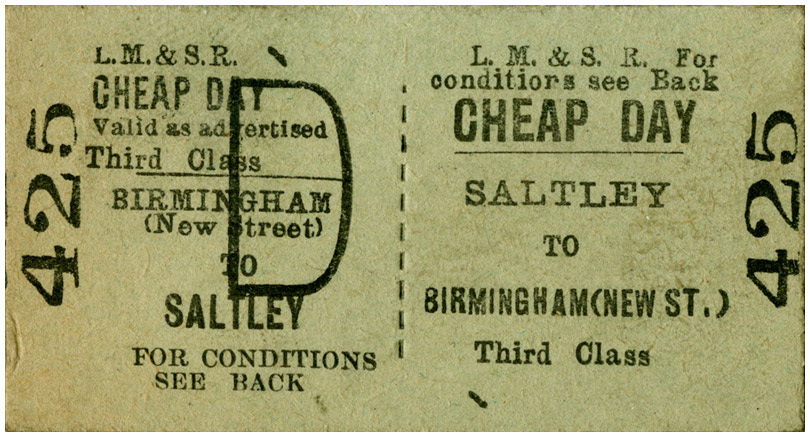 L.M.& S.R.
CHEAP DAY
Valid as advertised
Third Class
BIRMINGHAM
(New Street)
TO
SALTLEY
FOR CONDITIONS
SEE BACK
425
D
L. M. & S. R. For
conditions see Back
CHEAP DAY
SALTLEY
TO
BIRMINGHAM(NEW ST.)
Third Class
425